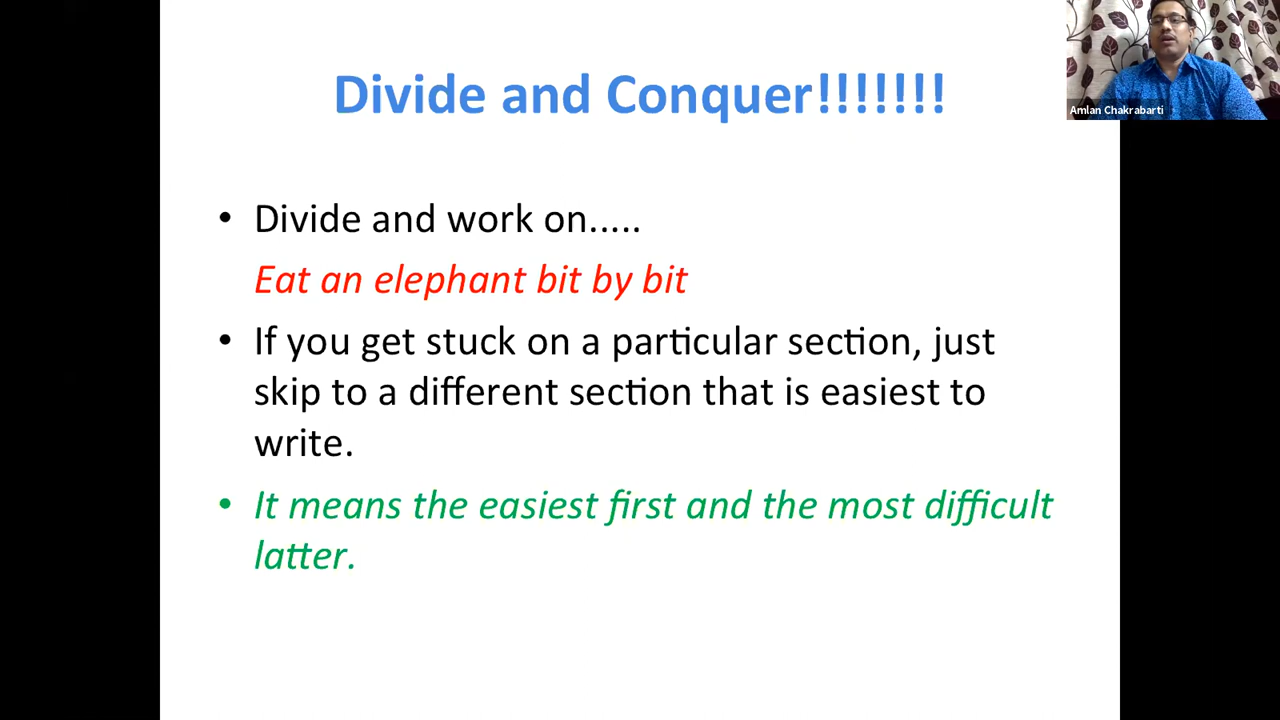 Divide and Conquer!!!!!!!
Amlan Chakrabarti
• Divide and work on.....
Eat an elephant bit by bit
• If you get stuck on a particular section, just
skip to a different section that is easiest to
write.
• It means the easiest first and the most difficult
latter.